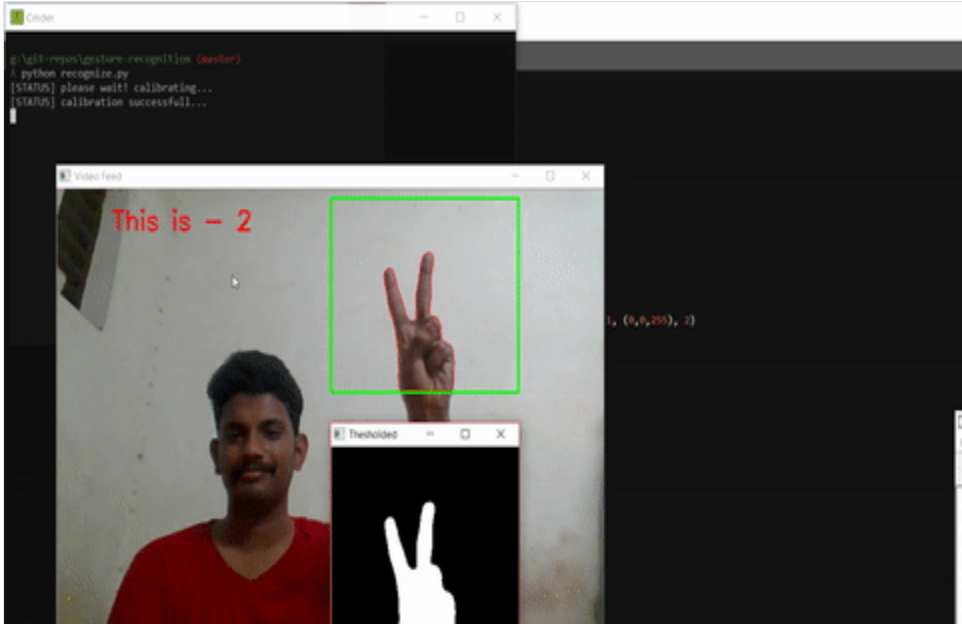 Cmder
g:\git-repos\gesture-recognition (master)
λ python recognize.py
[STATUS] please wait! calibrating...
[STATUS] calibration successfull...
Video Feed
This is - 2
1, (0,0,255), 2)
Thesholded